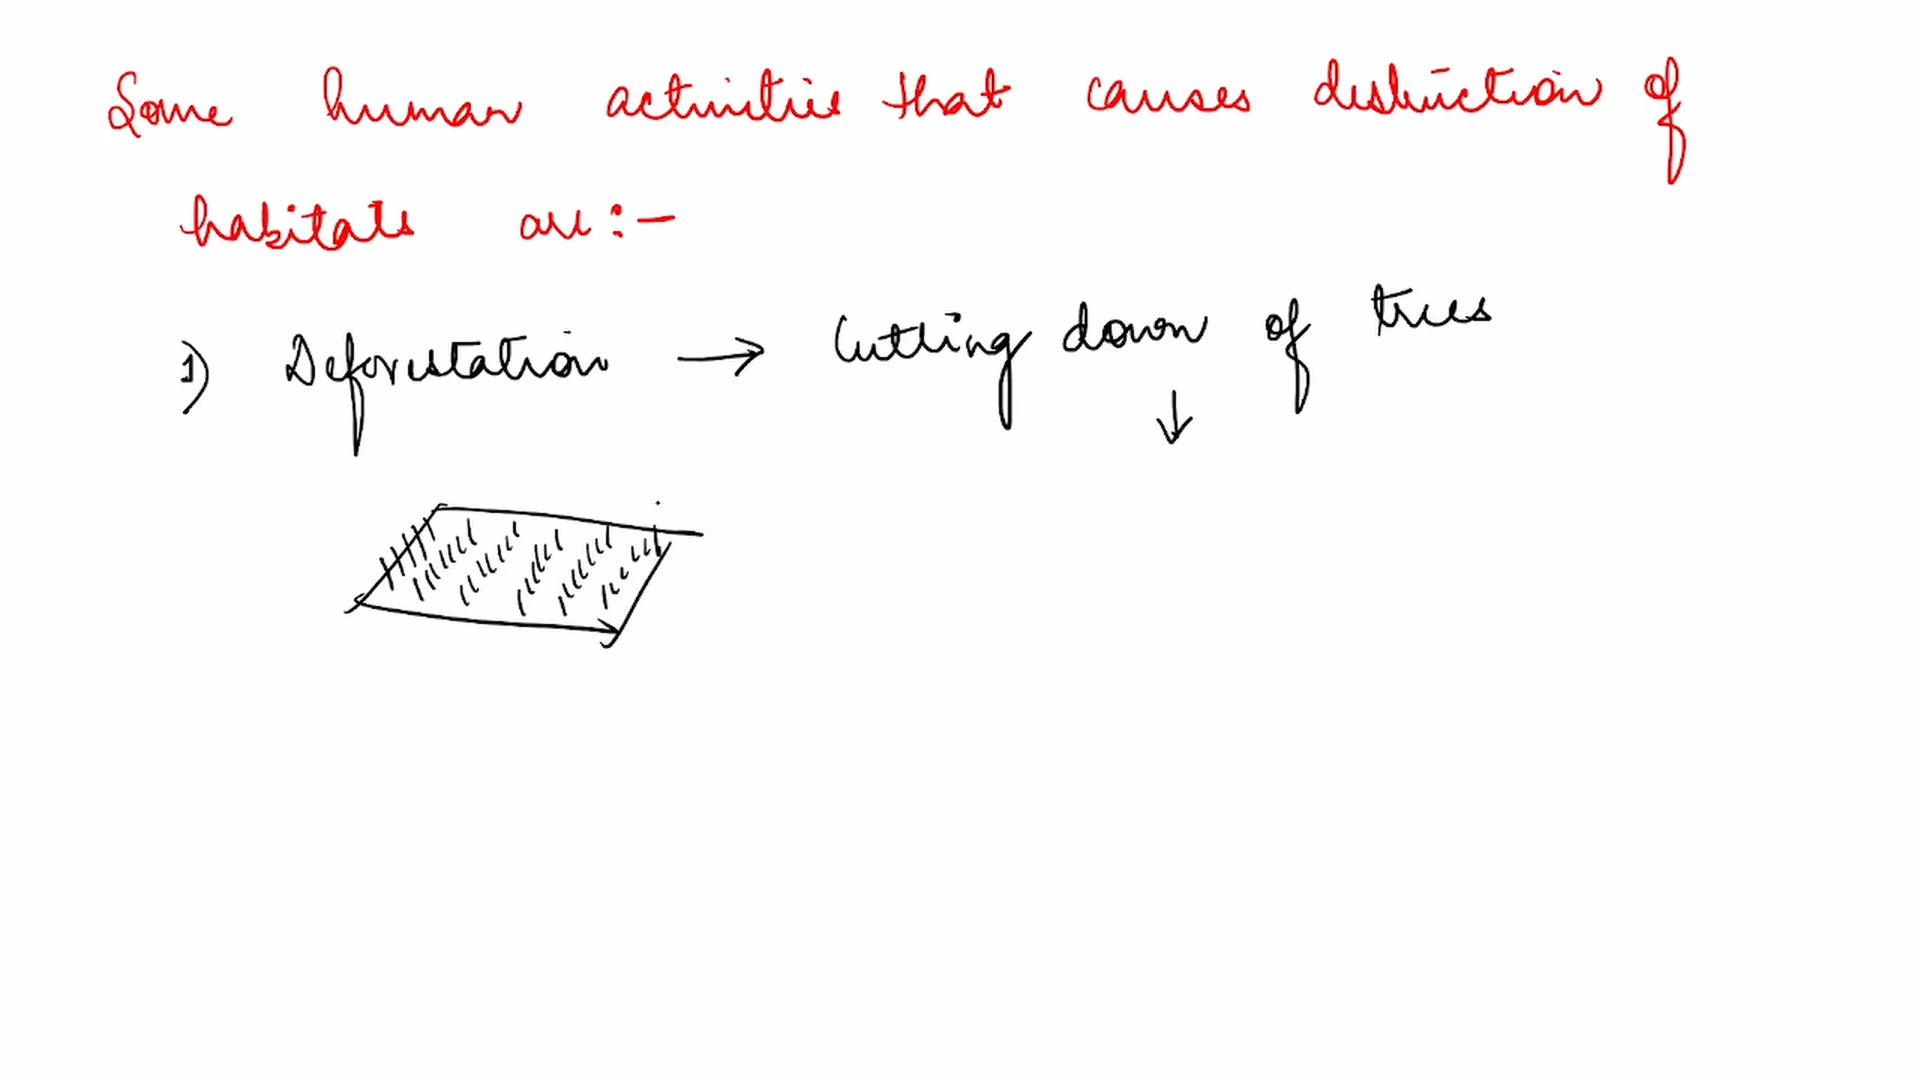 Some human activities that causes destruction of
habitats are :-
1) Deforestation → Cutting down of trees
↓